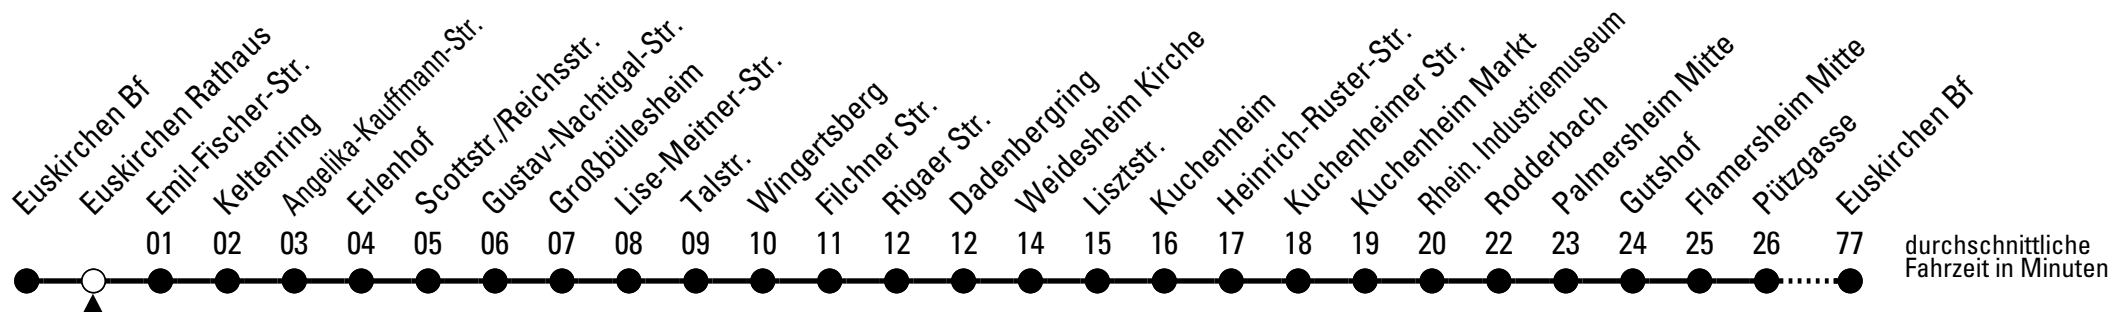 Euskirchen Bf
Euskirchen Rathaus
Emil-Fischer-Str.
Keltenring
Angelika-Kauffmann-Str.
Erlenhof
Scottstr./Reichsstr.
Gustav-Nachtigal-Str.
Großbüllesheim
Lise-Meitner-Str.
Talstr.
Wingertsberg
Filchner Str.
Rigaer Str.
Dadenbergring
Weidesheim Kirche
Lisztstr.
Kuchenheim
Heinrich-Ruster-Str.
Kuchenheimer Str.
Kuchenheim Markt
Rhein. Industriemuseum
Rodderbach
Palmersheim Mitte
Gutshof
Flamersheim Mitte
Pützgasse
Euskirchen Bf
01 02 03 04 05 06 07 08 09 10 11 12 12 14 15 16 17 18 19 20 22 23 24 25 26 77
durchschnittliche
Fahrzeit in Minuten